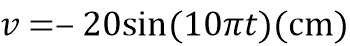 v =– 20sin(10πt)(cm)